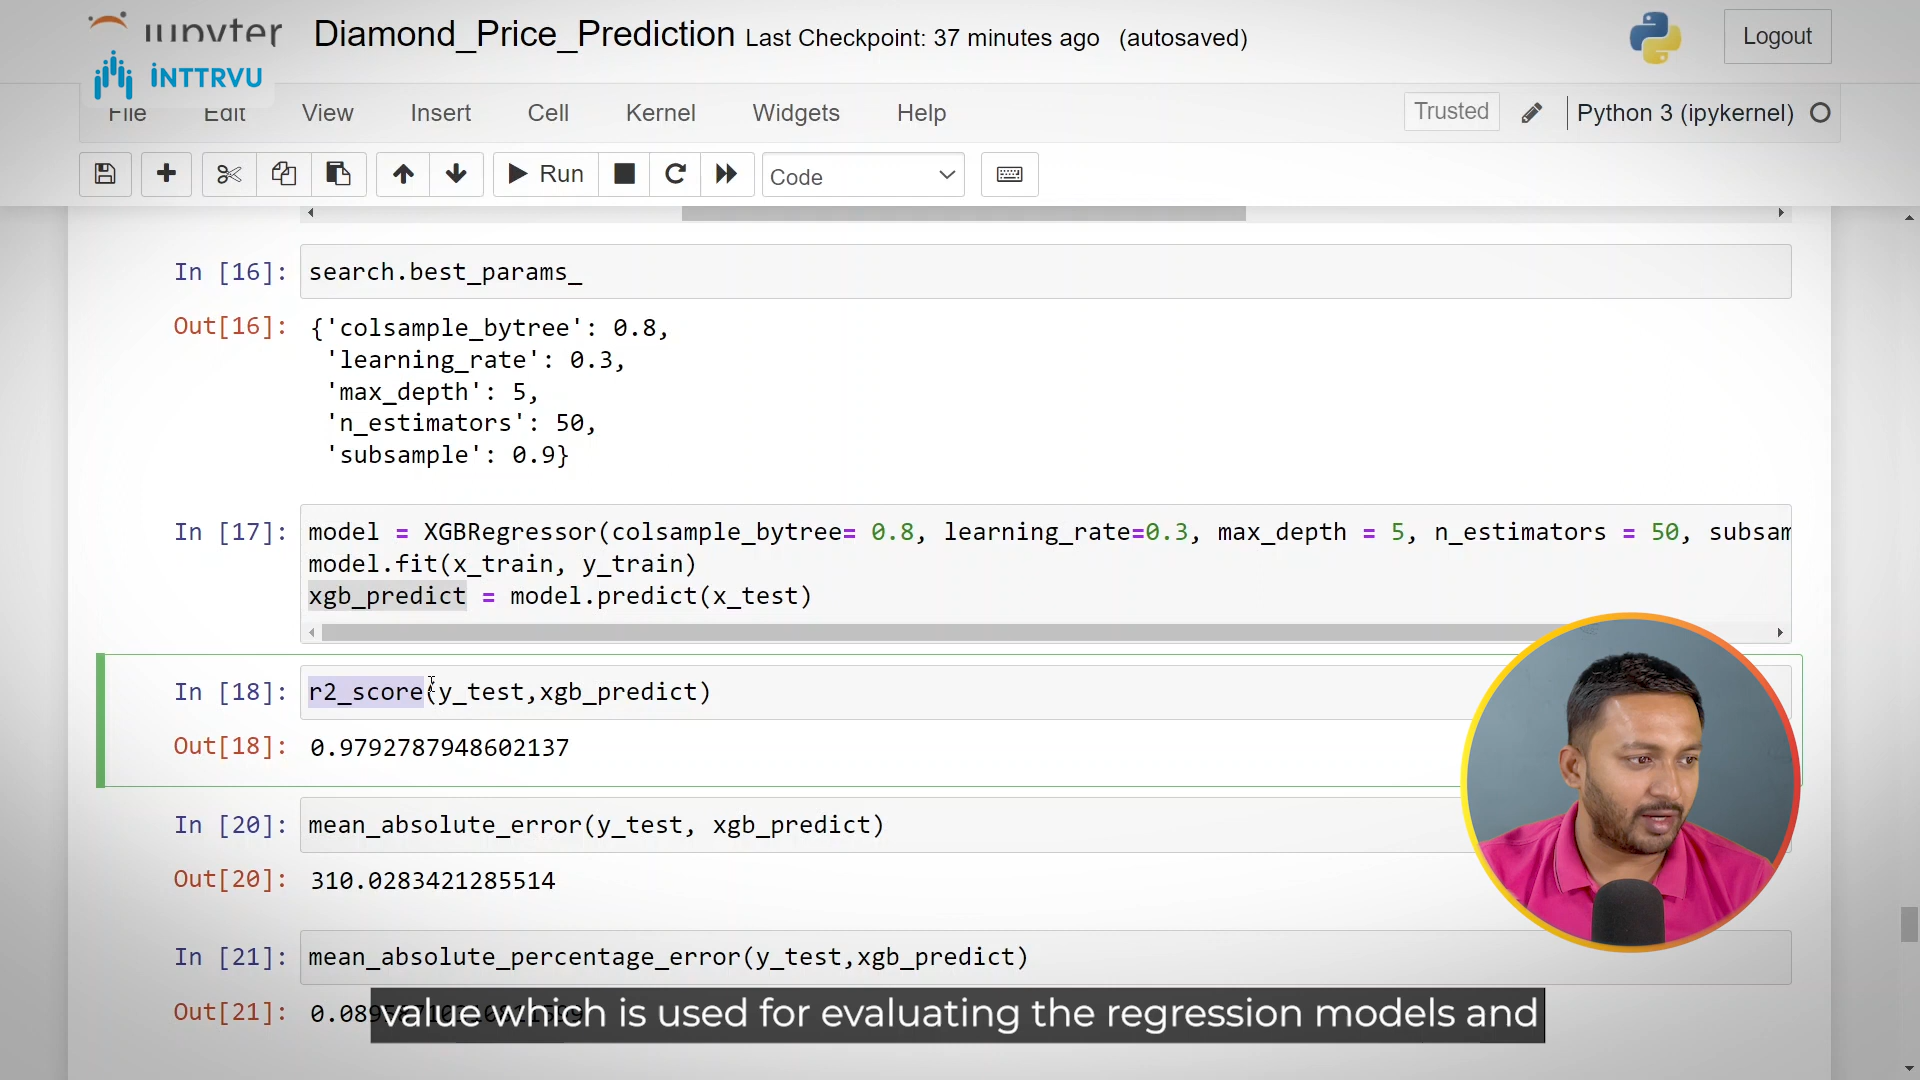 jupyter Diamond_Price_Prediction Last Checkpoint: 37 minutes ago (autosaved) Logout
iNTTRVU
File Edit View Insert Cell Kernel Widgets Help Trusted Python 3 (ipykernel)
Run Code
In [16]: search.best_params_
Out[16]: {'colsample_bytree': 0.8,
'learning_rate': 0.3,
'max_depth': 5,
'n_estimators': 50,
'subsample': 0.9}
In [17]: model = XGBRegressor(colsample_bytree= 0.8, learning_rate=0.3, max_depth = 5, n_estimators = 50, subsam
model.fit(x_train, y_train)
xgb_predict = model.predict(x_test)
In [18]: r2_score(y_test,xgb_predict)
Out[18]: 0.9792787948602137
In [20]: mean_absolute_error(y_test, xgb_predict)
Out[20]: 310.0283421285514
In [21]: mean_absolute_percentage_error(y_test,xgb_predict)
Out[21]:
value which is used for evaluating the regression models and